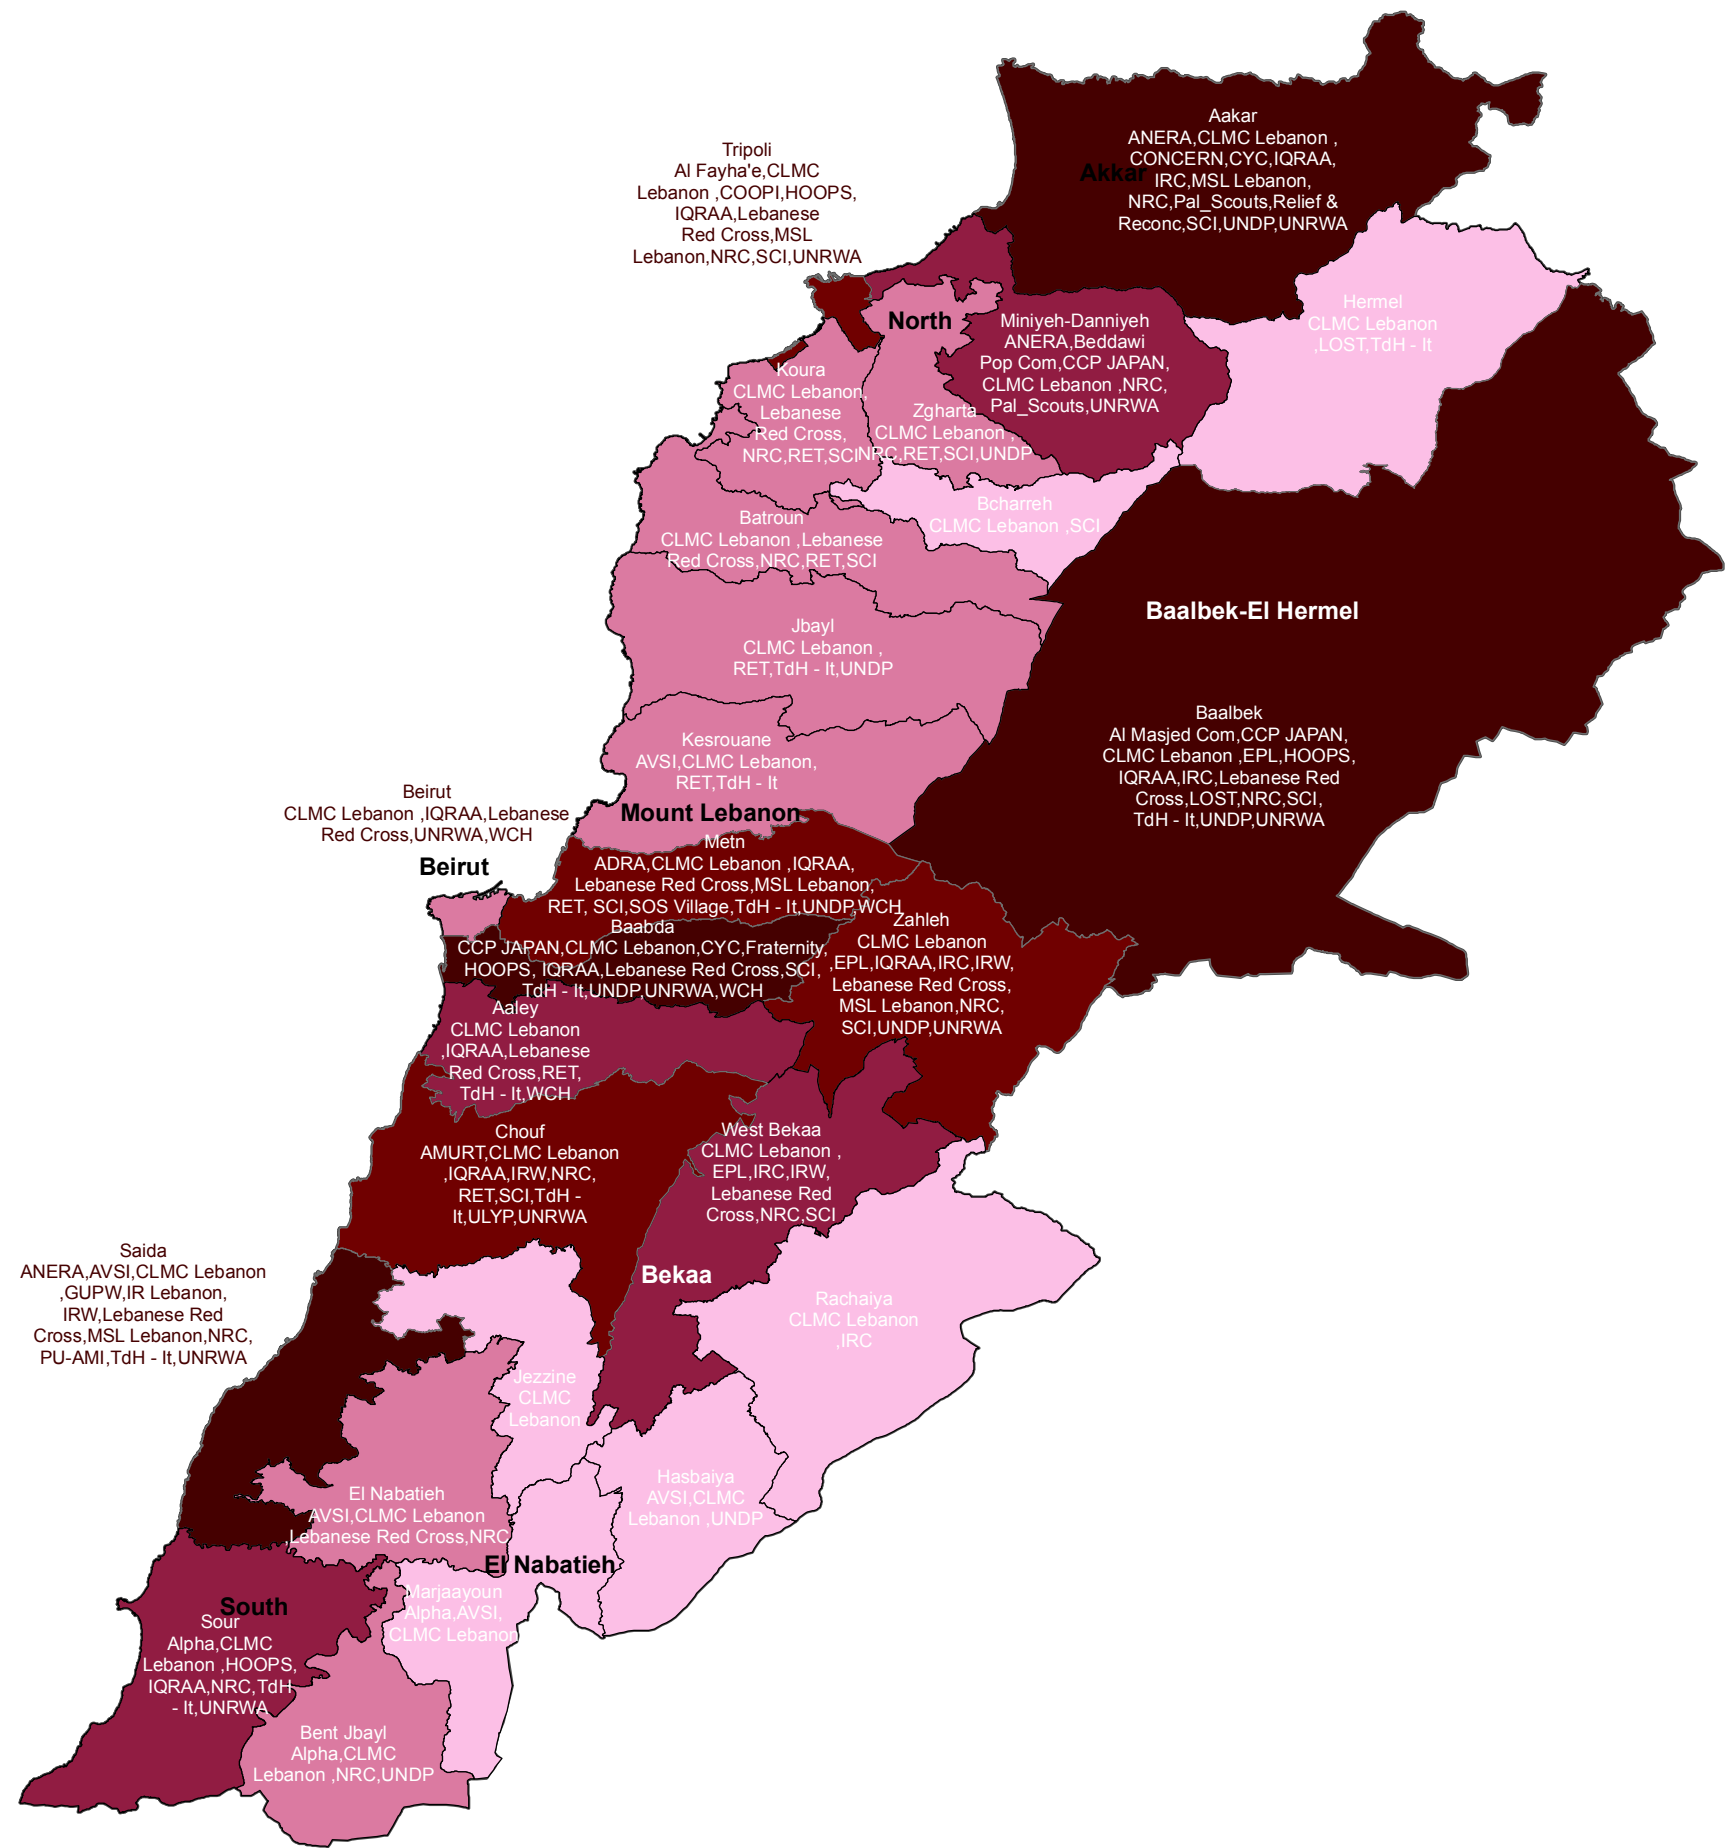 Aakar
ANERA,CLMC Lebanon ,
CONCERN,CYC,IQRAA,
IRC,MSL Lebanon,
NRC,Pal_Scouts,Relief &
Reconc,SCI,UNDP,UNRWA
Akkar
Tripoli
Al Fayha'e,CLMC
Lebanon ,COOPI,HOOPS,
IQRAA,Lebanese
Red Cross,MSL
Lebanon,NRC,SCI,UNRWA
Hermel
CLMC Lebanon
,LOST,TdH - It
North
Miniyeh-Danniyeh
ANERA,Beddawi
Pop Com,CCP JAPAN,
CLMC Lebanon ,NRC,
Pal_Scouts,UNRWA
Koura
CLMC Lebanon,
Lebanese
Red Cross,
NRC,RET,SCI
Zgharta
CLMC Lebanon ,
NRC,RET,SCI,UNDP
Bcharreh
CLMC Lebanon ,SCI
Batroun
CLMC Lebanon ,Lebanese
Red Cross,NRC,RET,SCI
Baalbek-El Hermel
Jbayl
CLMC Lebanon ,
RET,TdH - It,UNDP
Baalbek
Al Masjed Com,CCP JAPAN,
CLMC Lebanon ,EPL,HOOPS,
IQRAA,IRC,Lebanese Red
Cross,LOST,NRC,SCI,
TdH - It,UNDP,UNRWA
Kesrouane
AVSI,CLMC Lebanon,
RET,TdH - It
Mount Lebanon
Beirut
CLMC Lebanon ,IQRAA,Lebanese
Red Cross,UNRWA,WCH
Beirut
Metn
ADRA,CLMC Lebanon ,IQRAA,
Lebanese Red Cross,MSL Lebanon,
RET, SCI,SOS Village,TdH - It,UNDP,WCH
Baabda
CCP JAPAN,CLMC Lebanon,CYC,Fraternity,
HOOPS, IQRAA,Lebanese Red Cross,SCI,
TdH - It,UNDP,UNRWA,WCH
Zahleh
CLMC Lebanon
,EPL,IQRAA,IRC,IRW,
Lebanese Red Cross,
MSL Lebanon,NRC,
SCI,UNDP,UNRWA
Aaley
CLMC Lebanon
,IQRAA,Lebanese
Red Cross,RET,
TdH - It,WCH
Chouf
AMURT,CLMC Lebanon
,IQRAA,IRW,NRC,
RET,SCI,TdH -
It,ULYP,UNRWA
West Bekaa
CLMC Lebanon ,
EPL,IRC,IRW,
Lebanese Red
Cross,NRC,SCI
Bekaa
Saida
ANERA,AVSI,CLMC Lebanon
,GUPW,IR Lebanon,
IRW,Lebanese Red
Cross,MSL Lebanon,NRC,
PU-AMI,TdH - It,UNRWA
Rachaiya
CLMC Lebanon
,IRC
Jezzine
CLMC
Lebanon
Hasbaiya
AVSI,CLMC
Lebanon ,UNDP
El Nabatieh
AVSI,CLMC Lebanon
,Lebanese Red Cross,NRC
El Nabatieh
Marjaayoun
Alpha,AVSI,
CLMC Lebanon
South
Sour
Alpha,CLMC
Lebanon ,HOOPS,
IQRAA,NRC,TdH
- It,UNRWA
Bent Jbayl
Alpha,CLMC
Lebanon ,NRC,UNDP